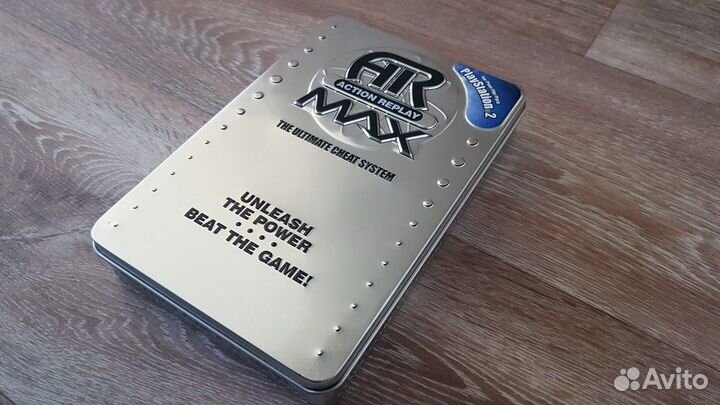 AR
ACTION REPLAY
MAX
THE ULTIMATE CHEAT SYSTEM
PlayStation 2
UNLEASH
THE POWER
BEAT THE GAME!
Avito